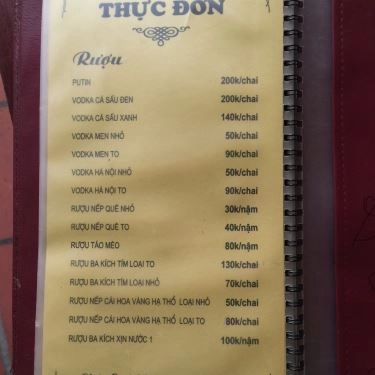 THỰC ĐƠN
Rượu
PUTIN 200k/chai
VODKA CÁ SẤU ĐEN 200k/chai
VODKA CÁ SẤU XANH 140k/chai
VODKA MEN NHỎ 50k/chai
VODKA MEN TO 90k/chai
VODKA HÀ NỘI NHỎ 50k/chai
VODKA HÀ NỘI TO 90k/chai
RƯỢU NẾP QUÊ NHỎ 30k/nậm
RƯỢU NẾP QUÊ TO 40k/nậm
RƯỢU TÁO MÈO 80k/nậm
RƯỢU BA KÍCH TÍM LOẠI TO 130k/chai
RƯỢU BA KÍCH TÍM LOẠI NHỎ 70k/chai
RƯỢU NẾP CÁI HOA VÀNG HẠ THỔ LOẠI NHỎ 50k/chai
RƯỢU NẾP CÁI HOA VÀNG HẠ THỔ LOẠI TO 80k/chai
RƯỢU BA KÍCH XỊN NƯỚC 1 100k/nậm